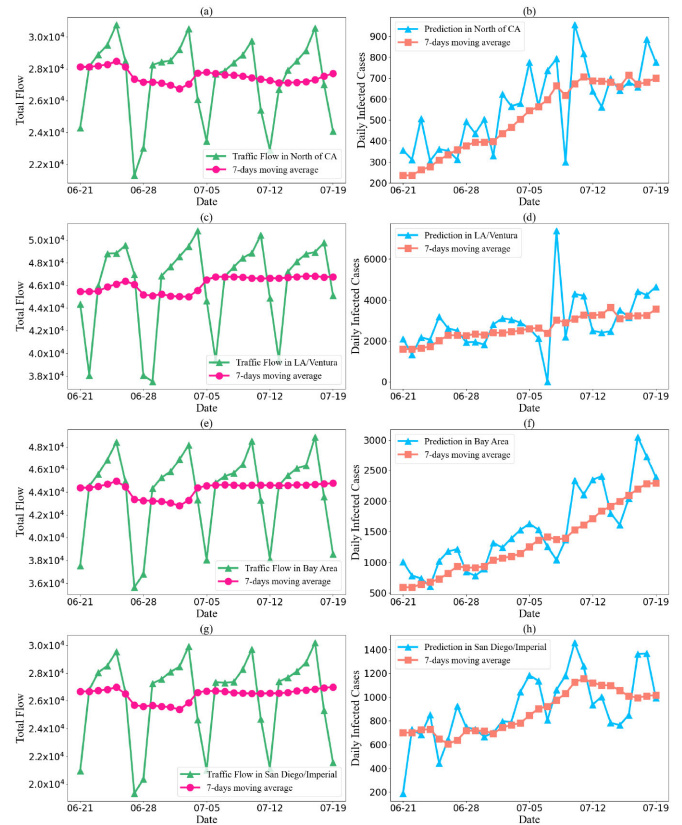 (a)
Total Flow
3.0×10⁴
2.8×10⁴
2.6×10⁴
2.4×10⁴
2.2×10⁴
Traffic Flow in North of CA
7-days moving average
06-21
06-28
07-05
07-12
07-19
Date
(b)
Daily Infected Cases
900
800
700
600
500
400
300
200
Prediction in North of CA
7-days moving average
06-21
06-28
07-05
07-12
07-19
Date
(c)
Total Flow
5.0×10⁴
4.8×10⁴
4.6×10⁴
4.4×10⁴
4.2×10⁴
4.0×10⁴
3.8×10⁴
Traffic Flow in LA/Ventura
7-days moving average
06-21
06-28
07-05
07-12
07-19
Date
(d)
Daily Infected Cases
6000
4000
2000
0
Prediction in LA/Ventura
7-days moving average
06-21
06-28
07-05
07-12
07-19
Date
(e)
Total Flow
4.8×10⁴
4.4×10⁴
4.0×10⁴
3.6×10⁴
Traffic Flow in Bay Area
7-days moving average
06-21
06-28
07-05
07-12
07-19
Date
(f)
Daily Infected Cases
3000
2500
2000
1500
1000
500
Prediction in Bay Area
7-days moving average
06-21
06-28
07-05
07-12
07-19
Date
(g)
Total Flow
3.0×10⁴
2.8×10⁴
2.6×10⁴
2.4×10⁴
2.2×10⁴
2.0×10⁴
Traffic Flow in San Diego/Imperial
7-days moving average
06-21
06-28
07-05
07-12
07-19
Date
(h)
Daily Infected Cases
1400
1200
1000
800
600
400
200
Prediction in San Diego/Imperial
7-days moving average
06-21
06-28
07-05
07-12
07-19
Date